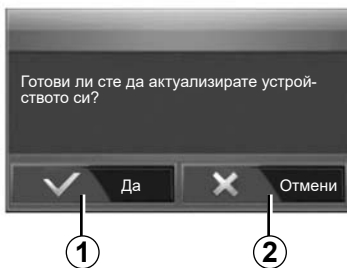 Готови ли сте да актуализирате устрой-
ството си?
Да
Отмени
1
2